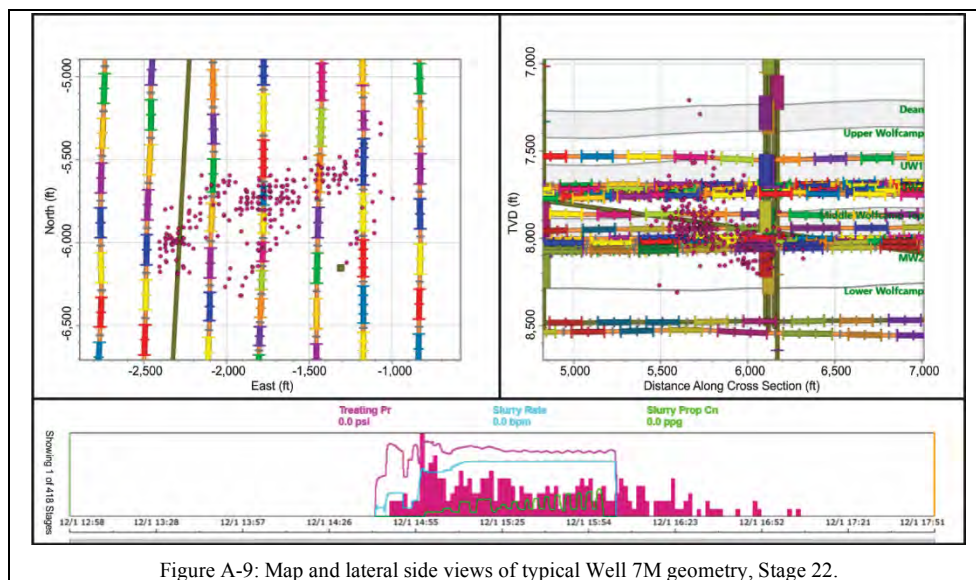 -5,000
-5,500
-6,000
-6,500
North (ft)
-2,500 -2,000 -1,500 -1,000
East (ft)
7,000
7,500
8,000
8,500
TVD (ft)
Dean
Upper Wolfcamp
UW1
Middle Wolfcamp Top
MW2
Lower Wolfcamp
5,000 5,500 6,000 6,500 7,000
Distance Along Cross Section (ft)
Treating Pr Slurry Rate Slurry Prop Cn
0.0 psi 0.0 bpm 0.0 ppg
Showing 1 of 418 Stages
12/1 12:58 12/1 13:28 12/1 13:57 12/1 14:26 12/1 14:55 12/1 15:25 12/1 15:54 12/1 16:23 12/1 16:52 12/1 17:21 12/1 17:51
Figure A-9: Map and lateral side views of typical Well 7M geometry, Stage 22.